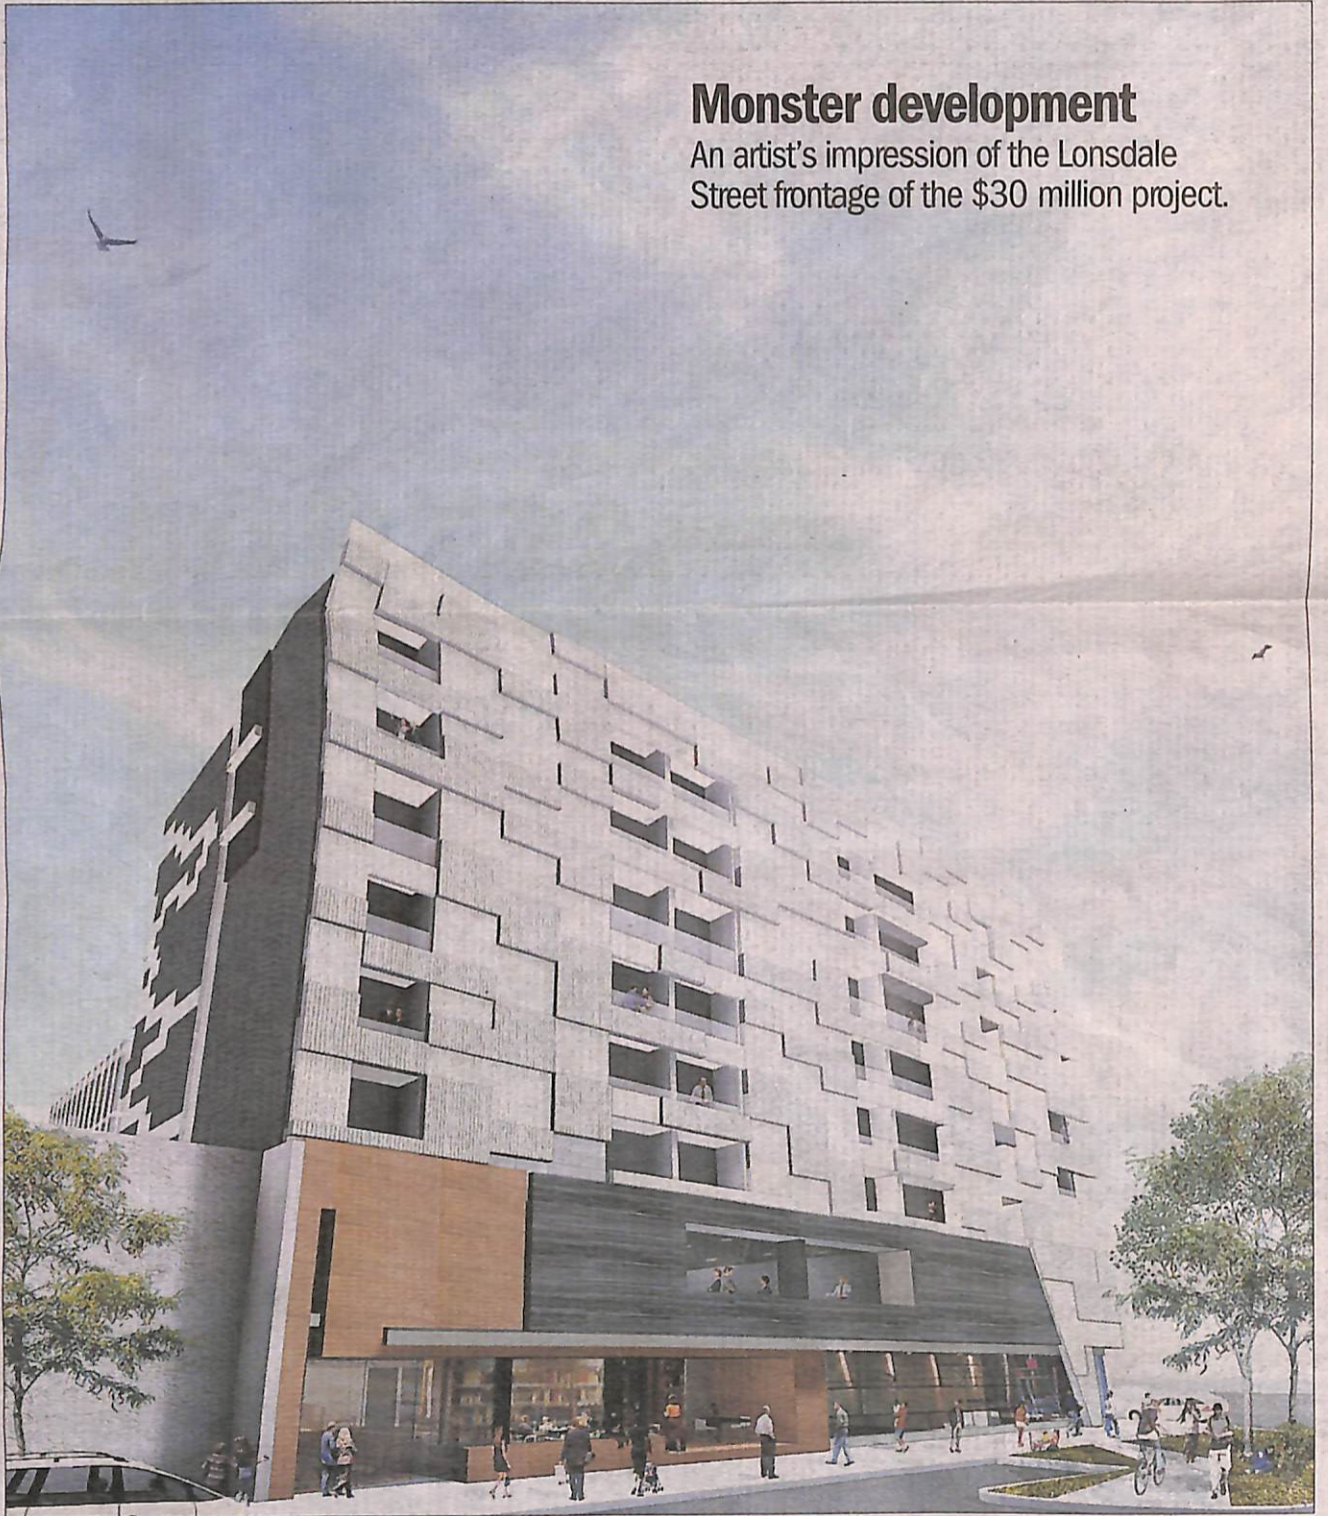 Monster development
An artist's impression of the Lonsdale
Street frontage of the $30 million project.